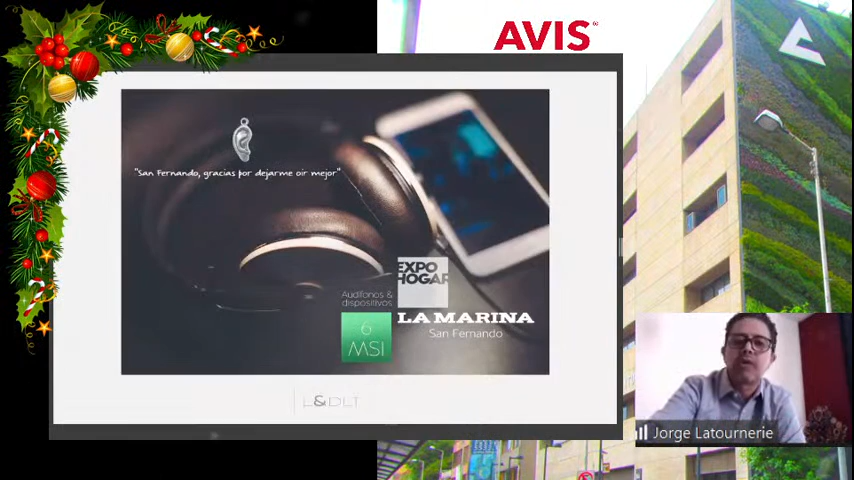 AVIS
"San Fernando, gracias por dejarme oir mejor"
EXPO
HOGAR
Audífonos &
dispositivos
6
MSI
LA MARINA
San Fernando
L&DLT
Jorge Latournerie